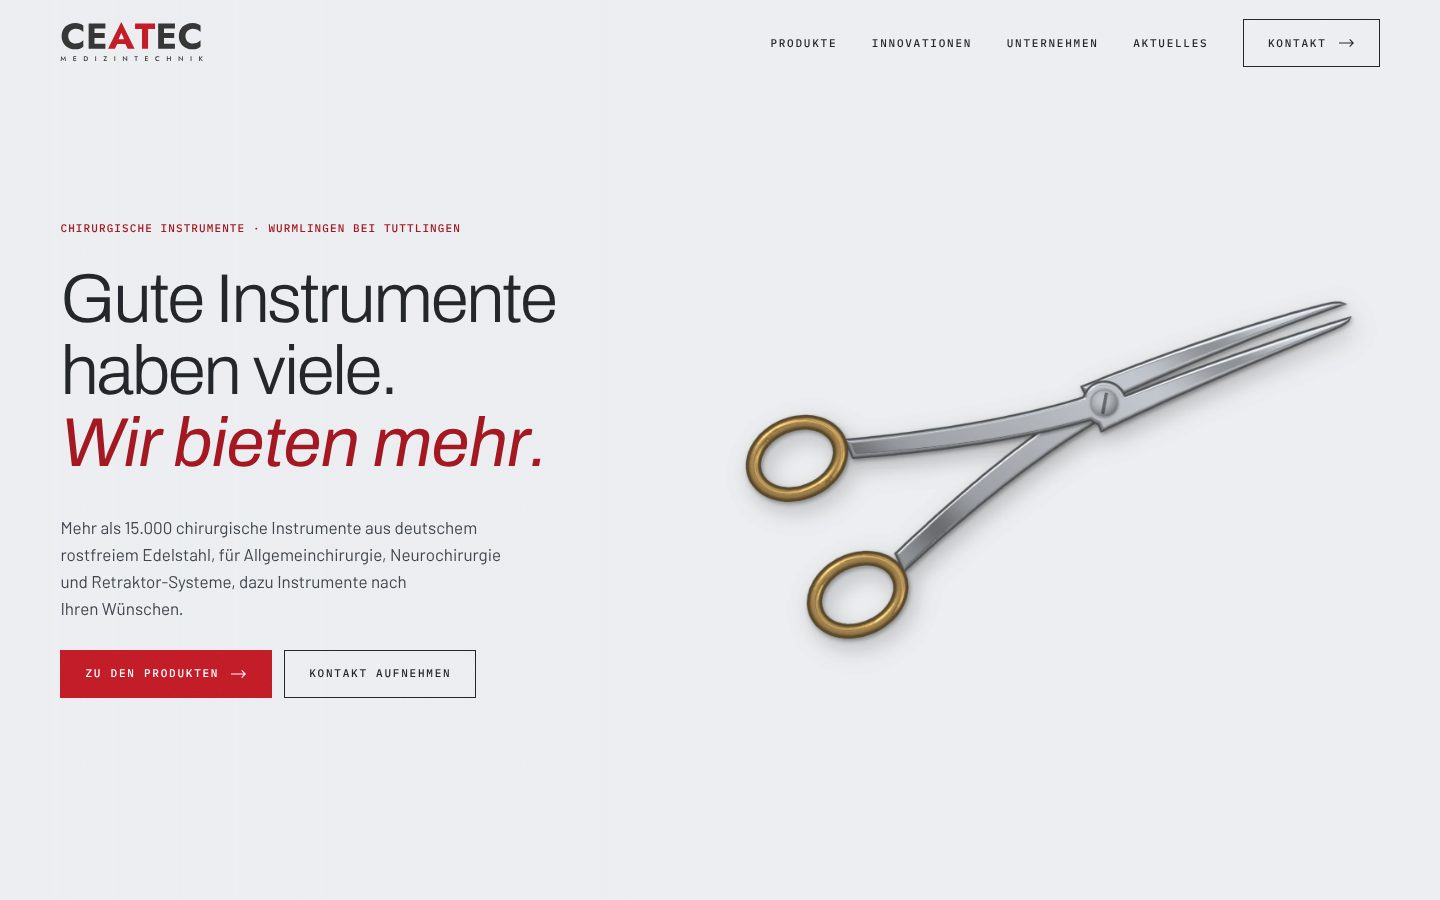 CEATEC
MEDIZINTECHNIK
PRODUKTE
INNOVATIONEN
UNTERNEHMEN
AKTUELLES
KONTAKT →
CHIRURGISCHE INSTRUMENTE · WURMLINGEN BEI TUTTLINGEN
Gute Instrumente
haben viele.
Wir bieten mehr.
Mehr als 15.000 chirurgische Instrumente aus deutschem
rostfreiem Edelstahl, für Allgemeinchirurgie, Neurochirurgie
und Retraktor-Systeme, dazu Instrumente nach
Ihren Wünschen.
ZU DEN PRODUKTEN →
KONTAKT AUFNEHMEN